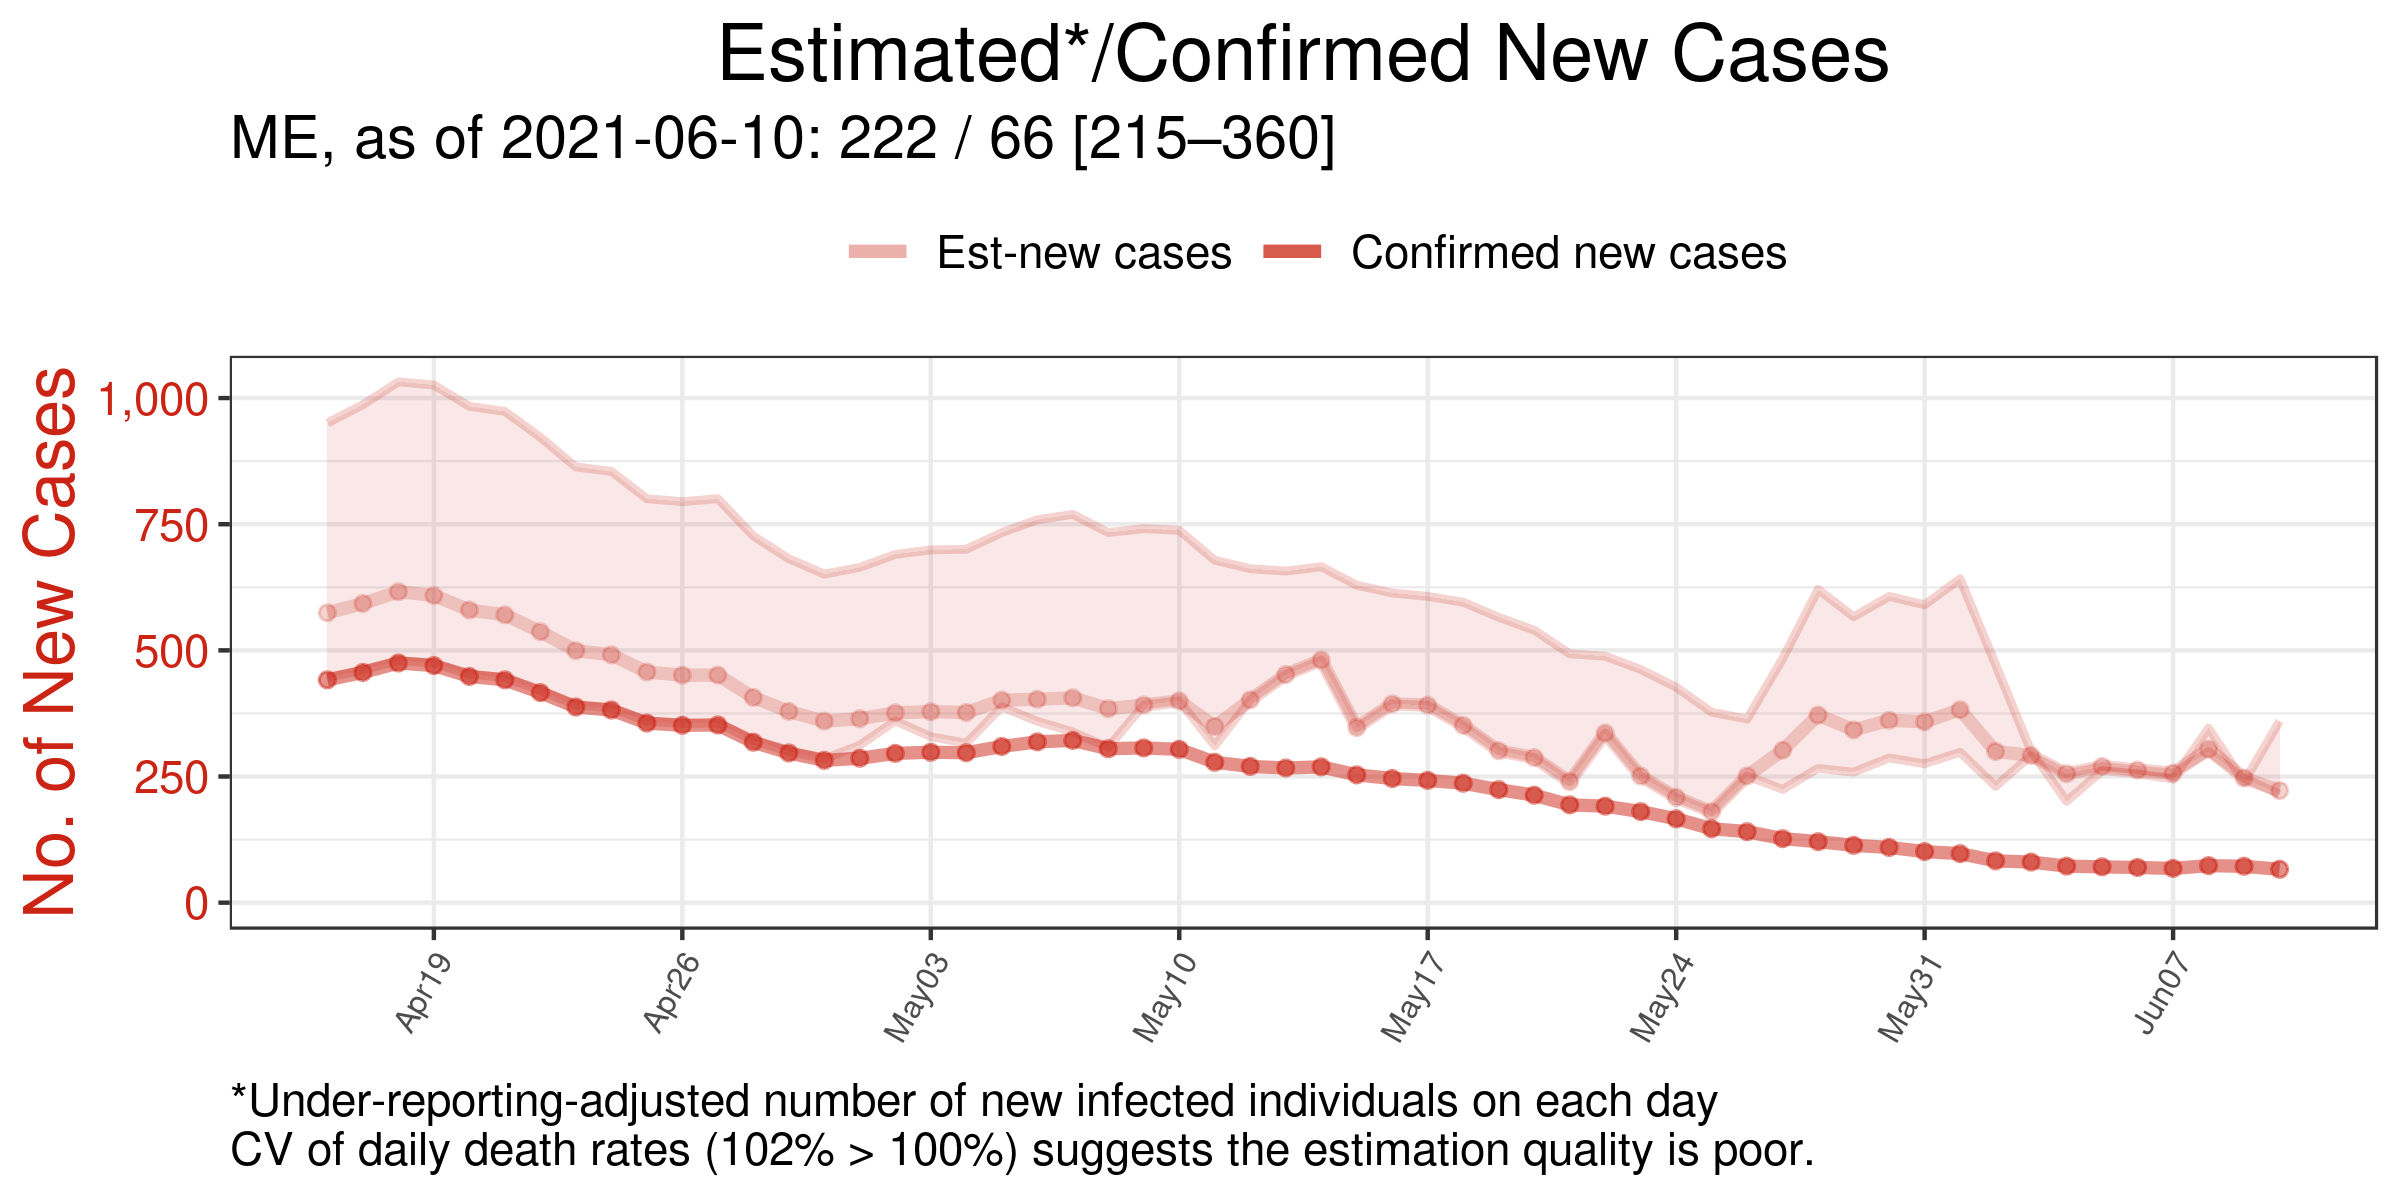 Estimated*/Confirmed New Cases
ME, as of 2021-06-10: 222 / 66 [215–360]
Est-new cases
Confirmed new cases
No. of New Cases
1,000
750
500
250
0
Apr19
Apr26
May03
May10
May17
May24
May31
Jun07
*Under-reporting-adjusted number of new infected individuals on each day
CV of daily death rates (102% > 100%) suggests the estimation quality is poor.